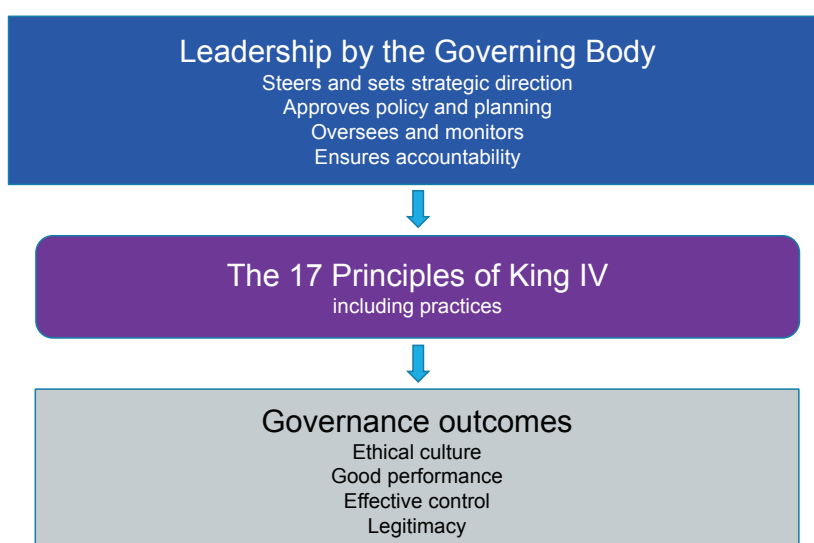 Leadership by the Governing Body
Steers and sets strategic direction
Approves policy and planning
Oversees and monitors
Ensures accountability
The 17 Principles of King IV
including practices
Governance outcomes
Ethical culture
Good performance
Effective control
Legitimacy